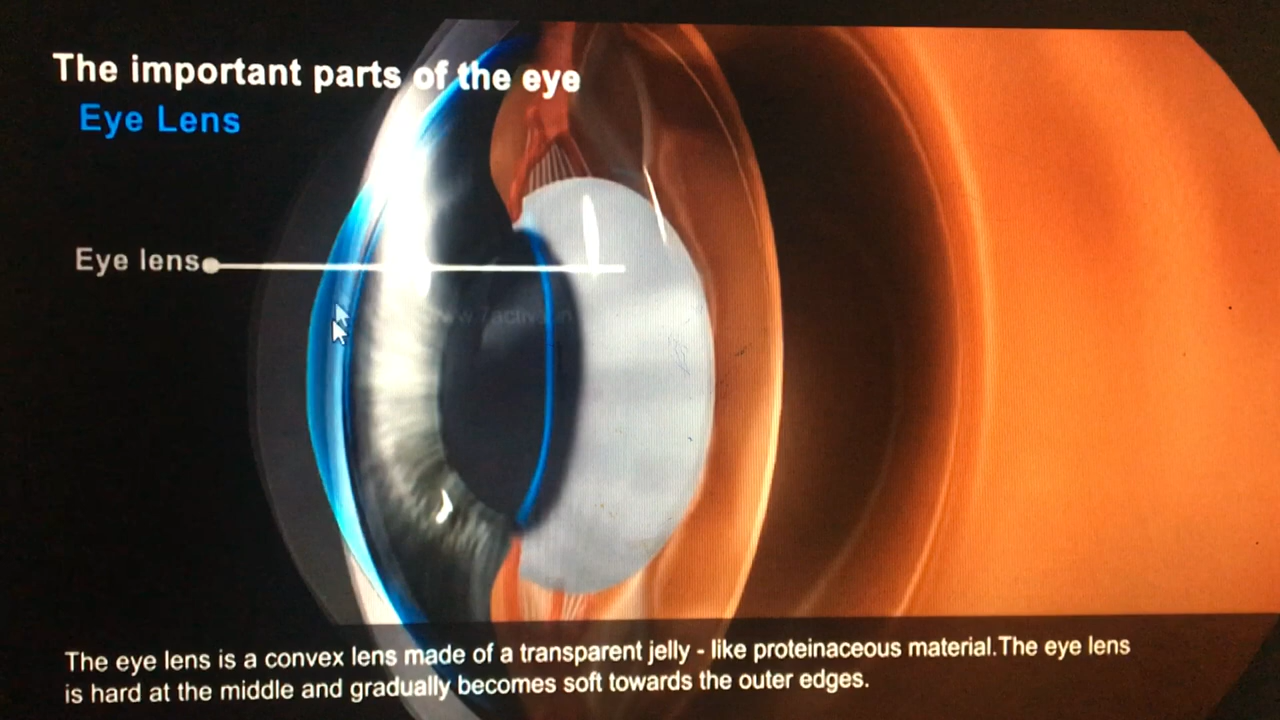 The important parts of the eye
Eye Lens
Eye lens
The eye lens is a convex lens made of a transparent jelly - like proteinaceous material.The eye lens
is hard at the middle and gradually becomes soft towards the outer edges.